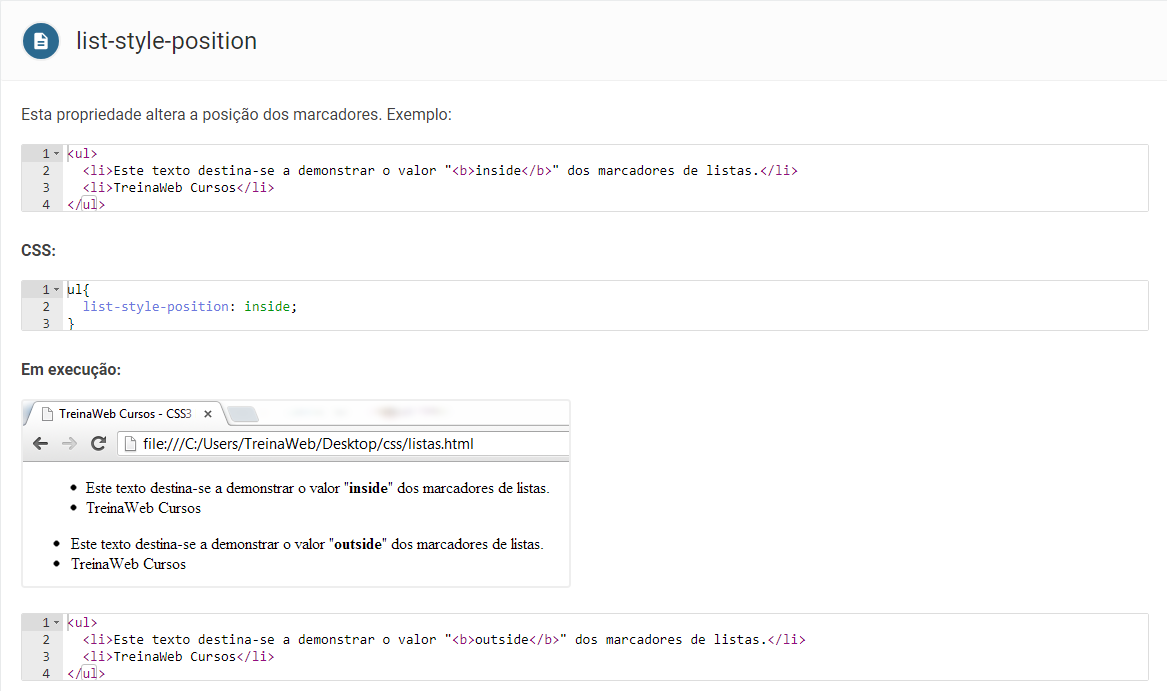 list-style-position
Esta propriedade altera a posição dos marcadores. Exemplo:
1 <ul>
2 <li>Este texto destina-se a demonstrar o valor "<b>inside</b>" dos marcadores de listas.</li>
3 <li>TreinaWeb Cursos</li>
4 </ul>
CSS:
1 ul{
2 list-style-position: inside;
3 }
Em execução:
TreinaWeb Cursos - CSS3 ×
file:///C:/Users/TreinaWeb/Desktop/css/listas.html
• Este texto destina-se a demonstrar o valor "inside" dos marcadores de listas.
• TreinaWeb Cursos
• Este texto destina-se a demonstrar o valor "outside" dos marcadores de listas.
• TreinaWeb Cursos
1 <ul>
2 <li>Este texto destina-se a demonstrar o valor "<b>outside</b>" dos marcadores de listas.</li>
3 <li>TreinaWeb Cursos</li>
4 </ul>